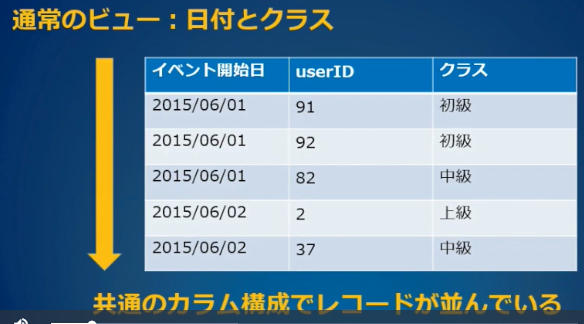 通常のビュー：日付とクラス
イベント開始日 userID クラス
2015/06/01 91 初級
2015/06/01 92 初級
2015/06/01 82 中級
2015/06/02 2 上級
2015/06/02 37 中級
共通のカラム構成でレコードが並んでいる